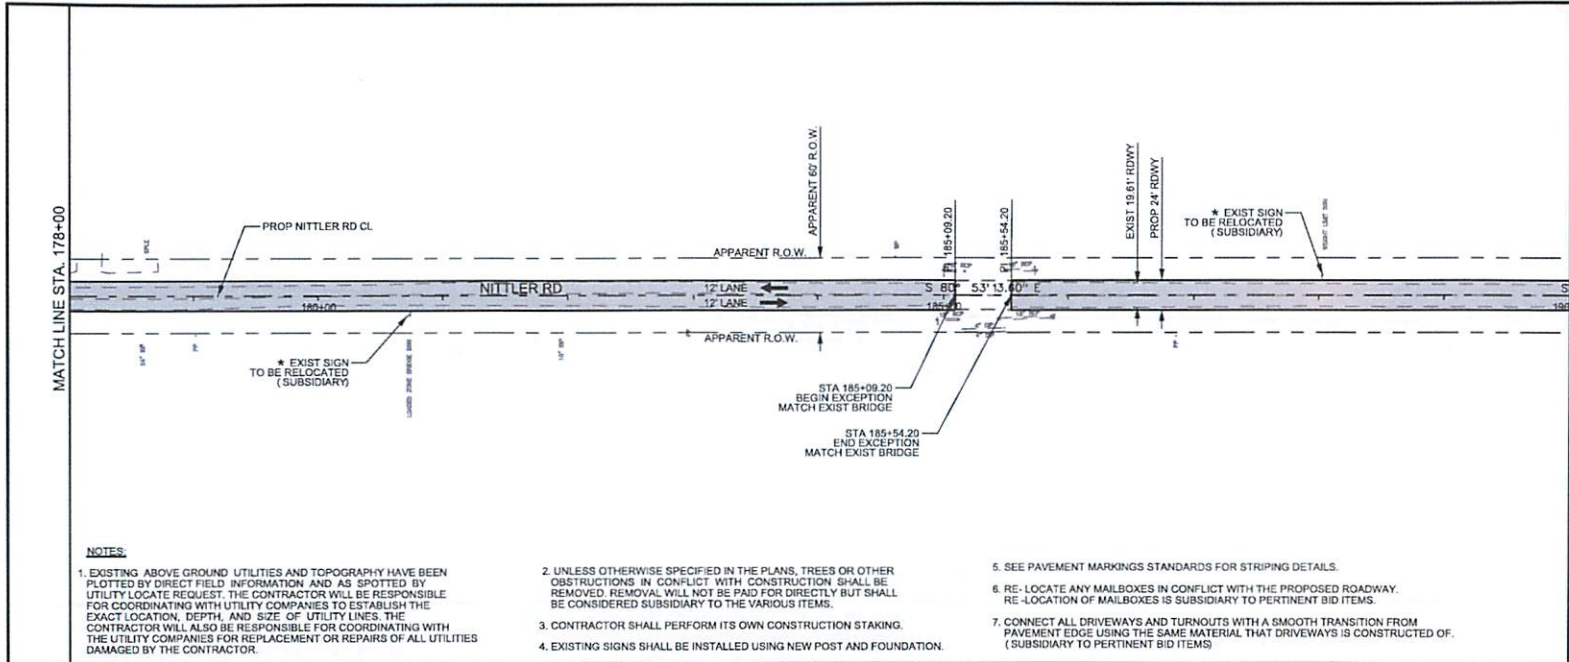 MATCH LINE STA. 178+00
PROP NITTLER RD CL
APPARENT 60' R.O.W.
APPARENT R.O.W.
PI 185+09.20
PI 185+54.20
EXIST 19.61' RDWY
PROP 24' RDWY
★ EXIST SIGN
TO BE RELOCATED
(SUBSIDIARY)
WEIGHT LIMIT SIGN
NITTLER RD
12' LANE
12' LANE
S 80° 53' 13.60" E
S
180+00
185+00
190
APPARENT R.O.W.
★ EXIST SIGN
TO BE RELOCATED
(SUBSIDIARY)
LOADED ZONE BRIDGE SIGN
STA 185+09.20
BEGIN EXCEPTION
MATCH EXIST BRIDGE
STA 185+54.20
END EXCEPTION
MATCH EXIST BRIDGE
NOTES:
1. EXISTING ABOVE GROUND UTILITIES AND TOPOGRAPHY HAVE BEEN
PLOTTED BY DIRECT FIELD INFORMATION AND AS SPOTTED BY
UTILITY LOCATE REQUEST. THE CONTRACTOR WILL BE RESPONSIBLE
FOR COORDINATING WITH UTILITY COMPANIES TO ESTABLISH THE
EXACT LOCATION, DEPTH, AND SIZE OF UTILITY LINES. THE
CONTRACTOR WILL ALSO BE RESPONSIBLE FOR COORDINATING WITH
THE UTILITY COMPANIES FOR REPLACEMENT OR REPAIRS OF ALL UTILITIES
DAMAGED BY THE CONTRACTOR.
2. UNLESS OTHERWISE SPECIFIED IN THE PLANS, TREES OR OTHER
OBSTRUCTIONS IN CONFLICT WITH CONSTRUCTION SHALL BE
REMOVED. REMOVAL WILL NOT BE PAID FOR DIRECTLY BUT SHALL
BE CONSIDERED SUBSIDIARY TO THE VARIOUS ITEMS.
3. CONTRACTOR SHALL PERFORM ITS OWN CONSTRUCTION STAKING.
4. EXISTING SIGNS SHALL BE INSTALLED USING NEW POST AND FOUNDATION.
5. SEE PAVEMENT MARKINGS STANDARDS FOR STRIPING DETAILS.
6. RE- LOCATE ANY MAILBOXES IN CONFLICT WITH THE PROPOSED ROADWAY.
RE -LOCATION OF MAILBOXES IS SUBSIDIARY TO PERTINENT BID ITEMS.
7. CONNECT ALL DRIVEWAYS AND TURNOUTS WITH A SMOOTH TRANSITION FROM
PAVEMENT EDGE USING THE SAME MATERIAL THAT DRIVEWAYS IS CONSTRUCTED OF.
(SUBSIDIARY TO PERTINENT BID ITEMS)